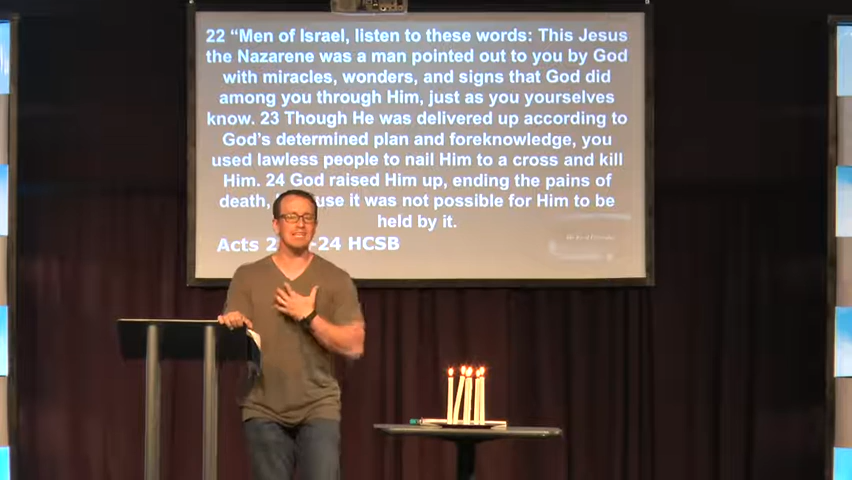 22 “Men of Israel, listen to these words: This Jesus
the Nazarene was a man pointed out to you by God
with miracles, wonders, and signs that God did
among you through Him, just as you yourselves
know. 23 Though He was delivered up according to
God’s determined plan and foreknowledge, you
used lawless people to nail Him to a cross and kill
Him. 24 God raised Him up, ending the pains of
death, it was not possible for Him to be
held by it.
Acts -24 HCSB